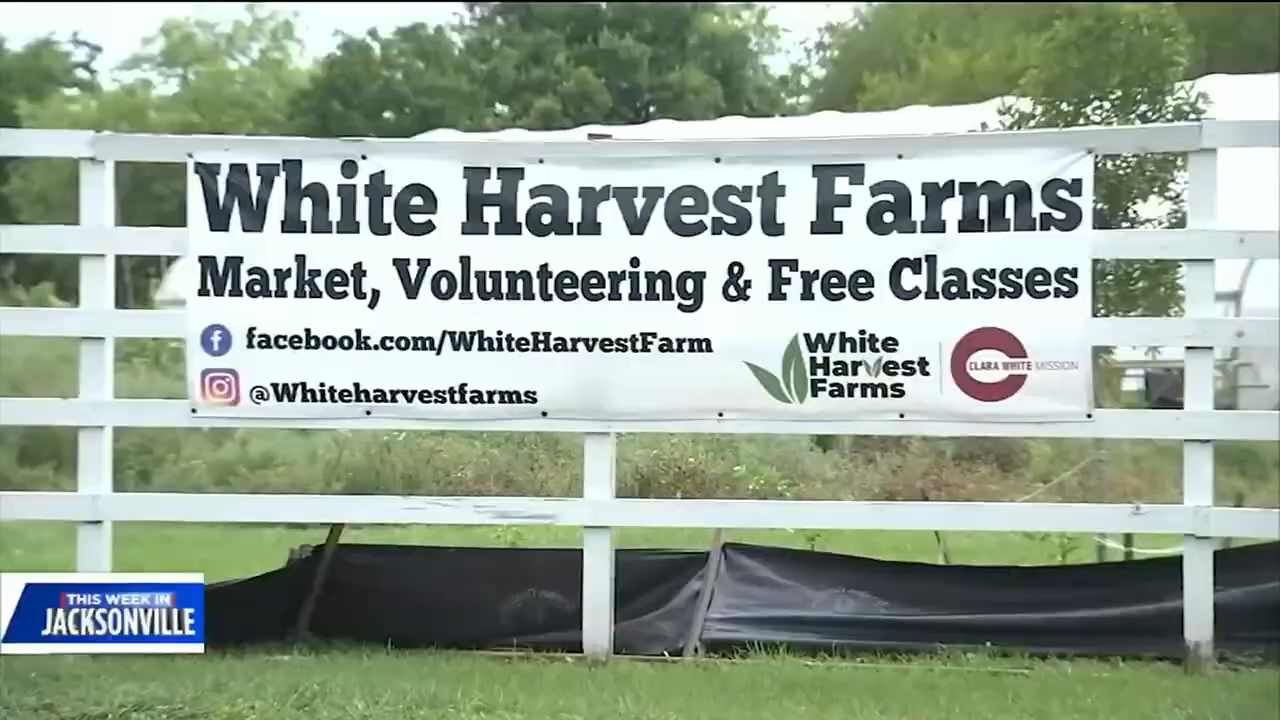 White Harvest Farms
Market, Volunteering & Free Classes
f facebook.com/WhiteHarvestFarm
@Whiteharvestfarms
White
Harvest
Farms
CLARA WHITE MISSION
THIS WEEK IN
JACKSONVILLE